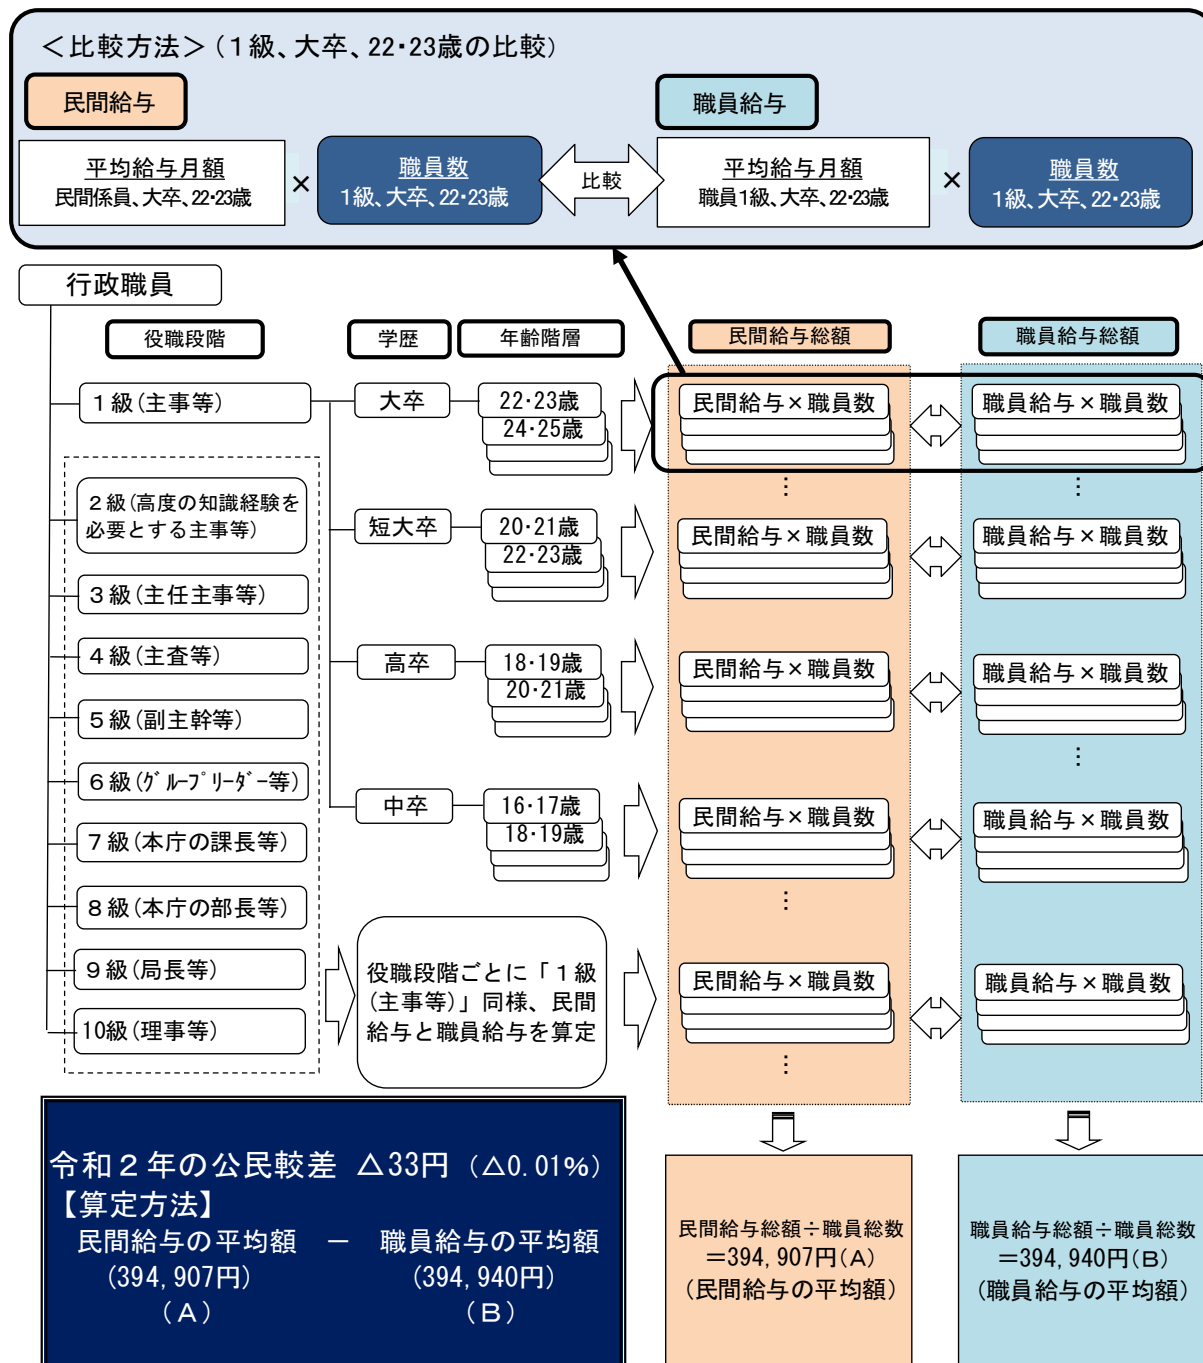 ＜比較方法＞（１級、大卒、22・23歳の比較）
民間給与
職員給与
平均給与月額
民間係員、大卒、22・23歳
×
職員数
1級、大卒、22・23歳
比較
平均給与月額
職員1級、大卒、22・23歳
×
職員数
1級、大卒、22・23歳
行政職員
役職段階
学歴
年齢階層
民間給与総額
職員給与総額
１級（主事等）
大卒
22・23歳
24・25歳
民間給与×職員数
職員給与×職員数
⋮
⋮
２級（高度の知識経験を
必要とする主事等）
短大卒
20・21歳
22・23歳
民間給与×職員数
職員給与×職員数
３級（主任主事等）
４級（主査等）
高卒
18・19歳
20・21歳
民間給与×職員数
職員給与×職員数
５級（副主幹等）
⋮
６級（ｸﾞﾙｰﾌﾟﾘｰﾀﾞｰ等）
中卒
16・17歳
18・19歳
民間給与×職員数
職員給与×職員数
７級（本庁の課長等）
８級（本庁の部長等）
⋮
９級（局長等）
10級（理事等）
役職段階ごとに「１級
（主事等）」同様、民間
給与と職員給与を算定
民間給与×職員数
職員給与×職員数
⋮
令和２年の公民較差 △33円（△0.01％）
【算定方法】
民間給与の平均額 － 職員給与の平均額
（394,907円） （394,940円）
（Ａ） （Ｂ）
民間給与総額÷職員総数
＝394,907円（Ａ）
（民間給与の平均額）
職員給与総額÷職員総数
＝394,940円（Ｂ）
（職員給与の平均額）